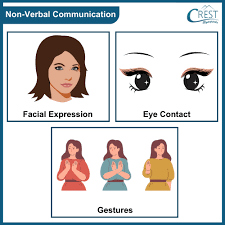 Non-Verbal Communication
CREST
Facial Expression
Eye Contact
Gestures